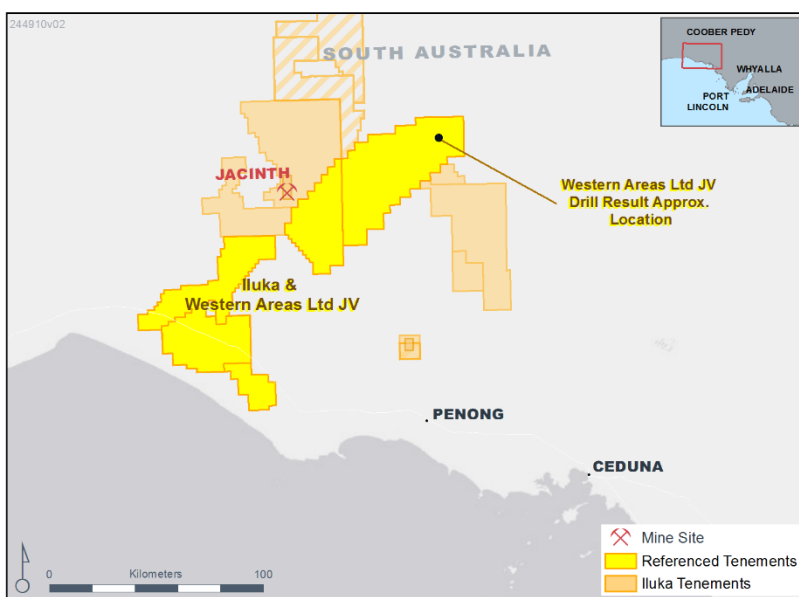 244910v02
SOUTH AUSTRALIA
COOBER PEDY
WHYALLA
ADELAIDE
PORT
LINCOLN
JACINTH
Western Areas Ltd JV
Drill Result Approx.
Location
Iluka &
Western Areas Ltd JV
PENONG
CEDUNA
Kilometers
0
100
Mine Site
Referenced Tenements
Iluka Tenements